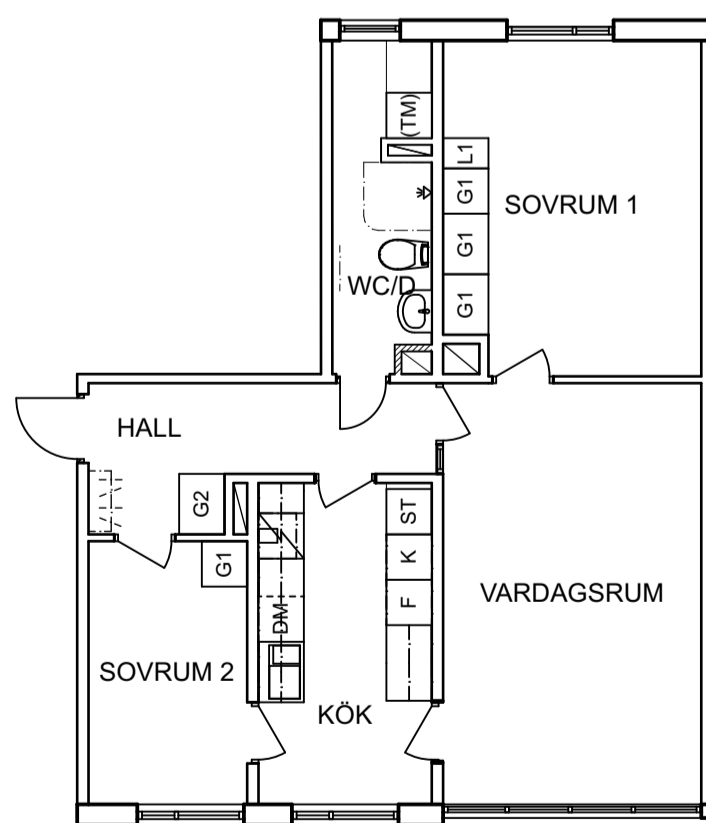 (TM)
L1
G1
SOVRUM 1
G1
WC/D
G1
HALL
G2
ST
K
G1
F
VARDAGSRUM
DM
SOVRUM 2
KÖK